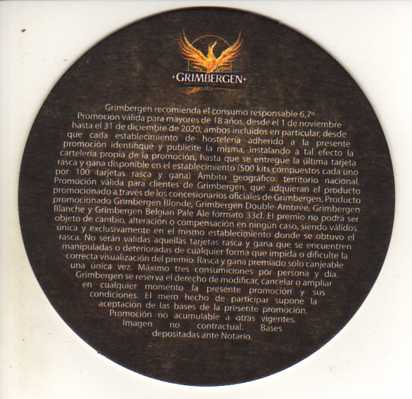 GRIMBERGEN
Grimbergen recomienda el consumo responsable 6,7º
Promoción válida para mayores de 18 años, desde el 1 de noviembre
hasta el 31 de diciembre de 2020, ambos incluidos en particular, desde
que cada establecimiento de hostelería adherido a la presente
promoción identifique y publicite la misma, instalando a tal efecto la
cartelería propia de la promoción, hasta que se entregue la última tarjeta
rasca y gana disponible en el establecimiento (500 kits compuestos cada uno
por 100 tarjetas rasca y gana) Ámbito geográfico: territorio nacional.
Promoción válida para clientes de Grimbergen, que adquieran el producto
promocionado a través de los concesionarios oficiales de Grimbergen. Producto
promocionado Grimbergen Blonde, Grimbergen Double-Ambrée, Grimbergen
Blanche y Grimbergen Belgian Pale Ale formato 33cl. El premio no podrá ser
objeto de cambio, alteración o compensación en ningún caso, siendo válidos
única y exclusivamente en el mismo establecimiento donde se obtuvo el
rasca. No serán válidas aquellas tarjetas rasca y gana que se encuentren
manipuladas o deterioradas de cualquier forma que impida o dificulte la
correcta visualización del premio. Rasca y gana premiado solo canjeable
una única vez. Máximo tres consumiciones por persona y día.
Grimbergen se reserva el derecho de modificar, cancelar o ampliar
en cualquier momento la presente promoción y sus
condiciones. El mero hecho de participar supone la
aceptación de las bases de la presente promoción.
Promoción no acumulable a otras vigentes.
Imagen no contractual. Bases
depositadas ante Notario.